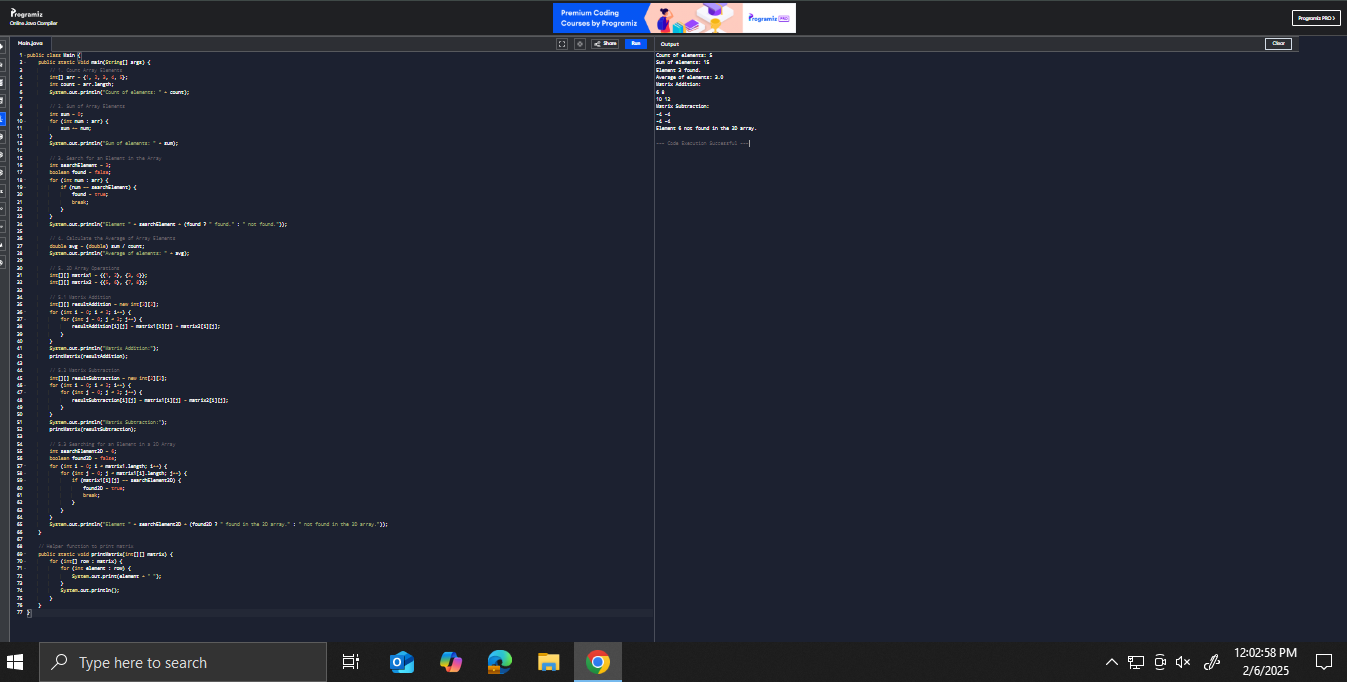 Programiz
Online Java Compiler
Premium Coding
Courses by Programiz
Programiz PRO
Programiz PRO >
Main.java
Share
Run
Output
Clear
1 public class Main {
2 public static void main(String[] args) {
3 // 1. Count Array Elements
4 int[] arr = {1, 2, 3, 4, 5};
5 int count = arr.length;
6 System.out.println("Count of elements: " + count);
7
8 // 2. Sum of Array Elements
9 int sum = 0;
10 for (int num : arr) {
11 sum += num;
12 }
13 System.out.println("Sum of elements: " + sum);
14
15 // 3. Search for an Element in the Array
16 int searchElement = 3;
17 boolean found = false;
18 for (int num : arr) {
19 if (num == searchElement) {
20 found = true;
21 break;
22 }
23 }
24 System.out.println("Element " + searchElement + (found ? " found." : " not found."));
25
26 // 4. Calculate the Average of Array Elements
27 double avg = (double) sum / count;
28 System.out.println("Average of elements: " + avg);
29
30 // 5. 2D Array Operations
31 int[][] matrix1 = {{1, 2}, {3, 4}};
32 int[][] matrix2 = {{5, 6}, {7, 8}};
33
34 // 5.1 Matrix Addition
35 int[][] resultAddition = new int[2][2];
36 for (int i = 0; i < 2; i++) {
37 for (int j = 0; j < 2; j++) {
38 resultAddition[i][j] = matrix1[i][j] + matrix2[i][j];
39 }
40 }
41 System.out.println("Matrix Addition:");
42 printMatrix(resultAddition);
43
44 // 5.2 Matrix Subtraction
45 int[][] resultSubtraction = new int[2][2];
46 for (int i = 0; i < 2; i++) {
47 for (int j = 0; j < 2; j++) {
48 resultSubtraction[i][j] = matrix1[i][j] - matrix2[i][j];
49 }
50 }
51 System.out.println("Matrix Subtraction:");
52 printMatrix(resultSubtraction);
53
54 // 5.3 Searching for an Element in a 2D Array
55 int searchElement2D = 6;
56 boolean found2D = false;
57 for (int i = 0; i < matrix1.length; i++) {
58 for (int j = 0; j < matrix1[i].length; j++) {
59 if (matrix1[i][j] == searchElement2D) {
60 found2D = true;
61 break;
62 }
63 }
64 }
65 System.out.println("Element " + searchElement2D + (found2D ? " found in the 2D array." : " not found in the 2D array."));
66 }
67
68 // Helper function to print matrix
69 public static void printMatrix(int[][] matrix) {
70 for (int[] row : matrix) {
71 for (int element : row) {
72 System.out.print(element + " ");
73 }
74 System.out.println();
75 }
76 }
77 }
Count of elements: 5
Sum of elements: 15
Element 3 found.
Average of elements: 3.0
Matrix Addition:
6 8
10 12
Matrix Subtraction:
-4 -4
-4 -4
Element 6 not found in the 2D array.
=== Code Execution Successful ===
Type here to search
12:02:58 PM
2/6/2025